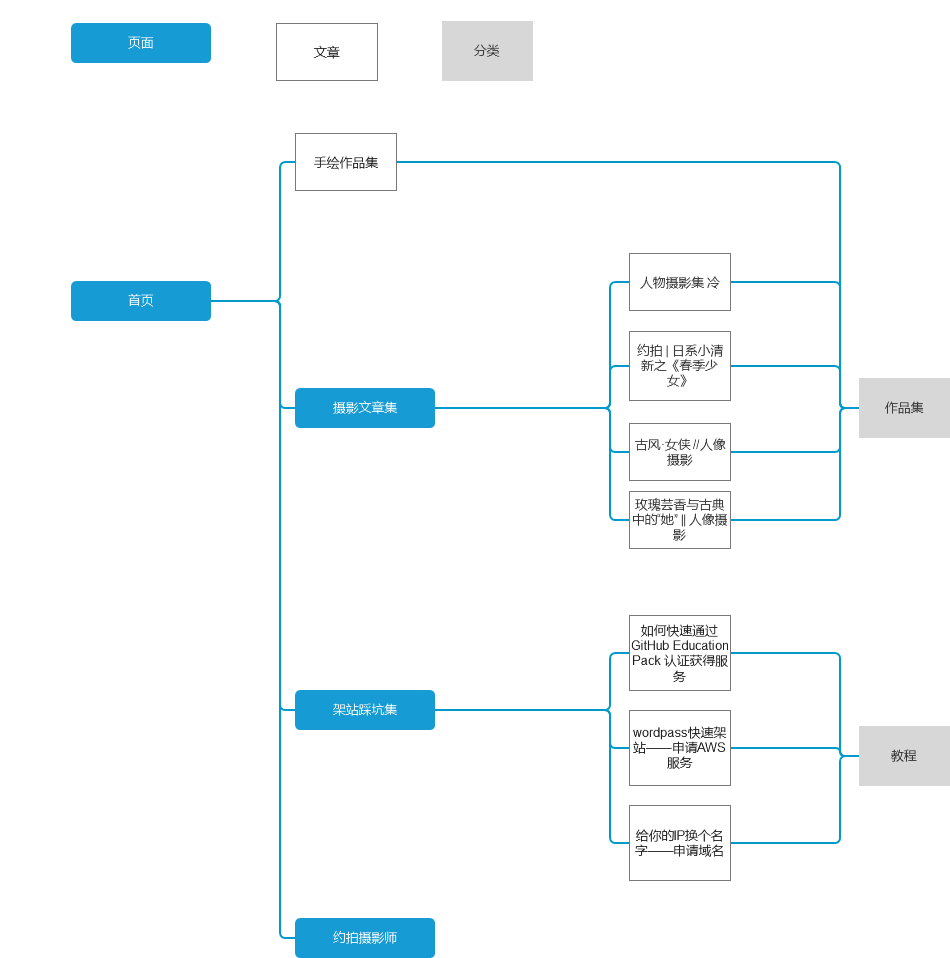 页面
文章
分类
手绘作品集
首页
人物摄影集 冷
约拍 | 日系小清
新之《春季少
女》
摄影文章集
作品集
古风·女侠 // 人像
摄影
玫瑰芸香与古典
中的“她” || 人像摄
影
如何快速通过
GitHub Education
Pack 认证获得服
务
架站踩坑集
wordpass快速架
站——申请AWS
服务
教程
给你的IP换个名
字——申请域名
约拍摄影师